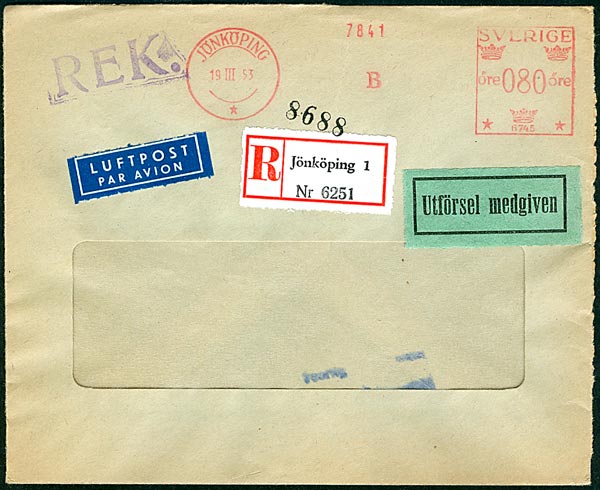 REK.
JÖNKÖPING
19 III 53
7841
B
SVERIGE
öre 080 öre
6745
8688
LUFTPOST
PAR AVION
R
Jönköping 1
Nr 6251
Utförsel medgiven